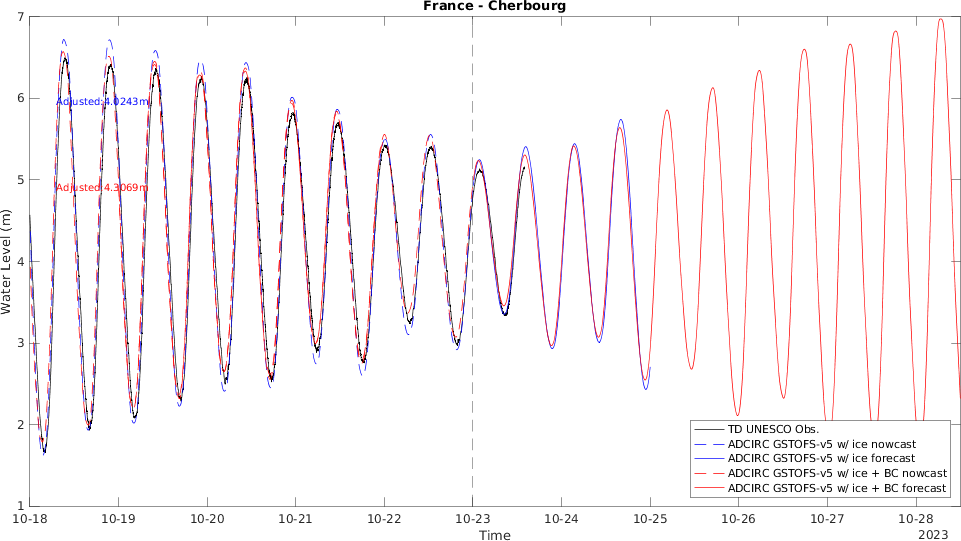 France - Cherbourg
7
6
5
4
3
2
1
Water Level (m)
Adjusted:4.0243m
Adjusted:4.3069m
TD UNESCO Obs.
ADCIRC GSTOFS-v5 w/ ice nowcast
ADCIRC GSTOFS-v5 w/ ice forecast
ADCIRC GSTOFS-v5 w/ ice + BC nowcast
ADCIRC GSTOFS-v5 w/ ice + BC forecast
10-18 10-19 10-20 10-21 10-22 10-23 10-24 10-25 10-26 10-27 10-28
Time
2023